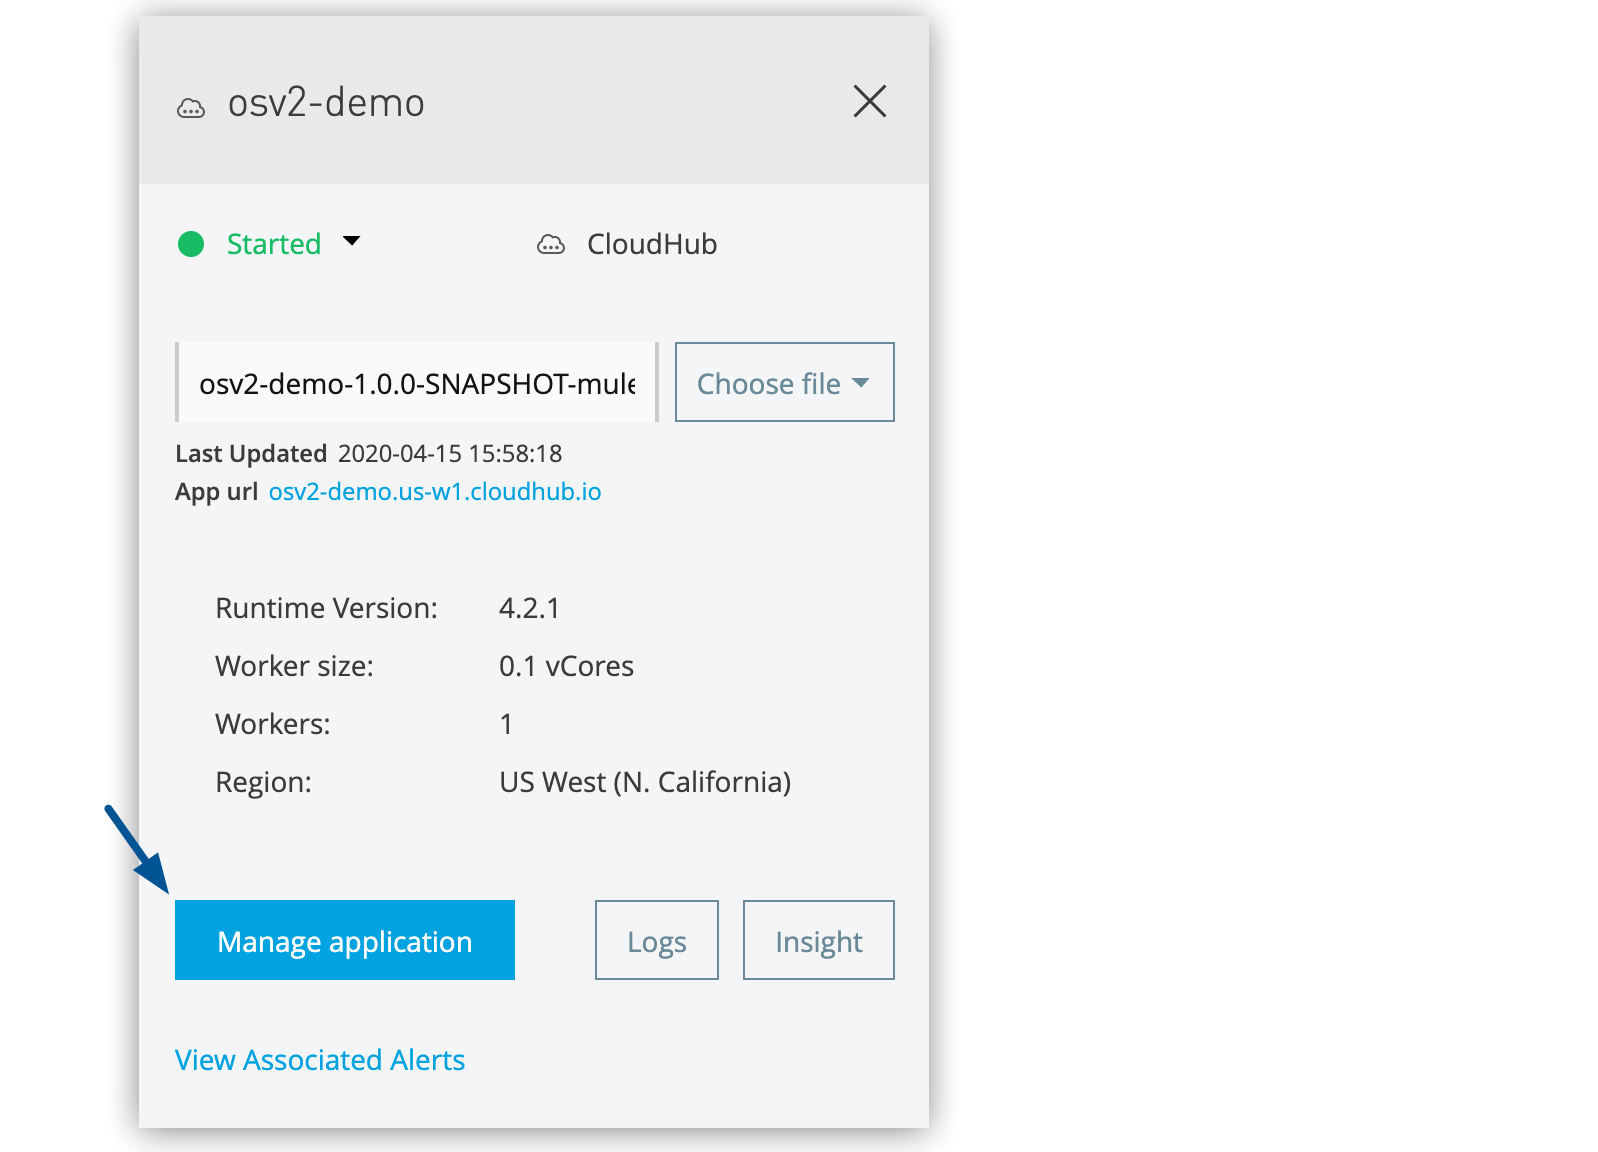 osv2-demo
Started CloudHub
osv2-demo-1.0.0-SNAPSHOT-mule Choose file
Last Updated 2020-04-15 15:58:18
App url osv2-demo.us-w1.cloudhub.io
Runtime Version: 4.2.1
Worker size: 0.1 vCores
Workers: 1
Region: US West (N. California)
Manage application Logs Insight
View Associated Alerts